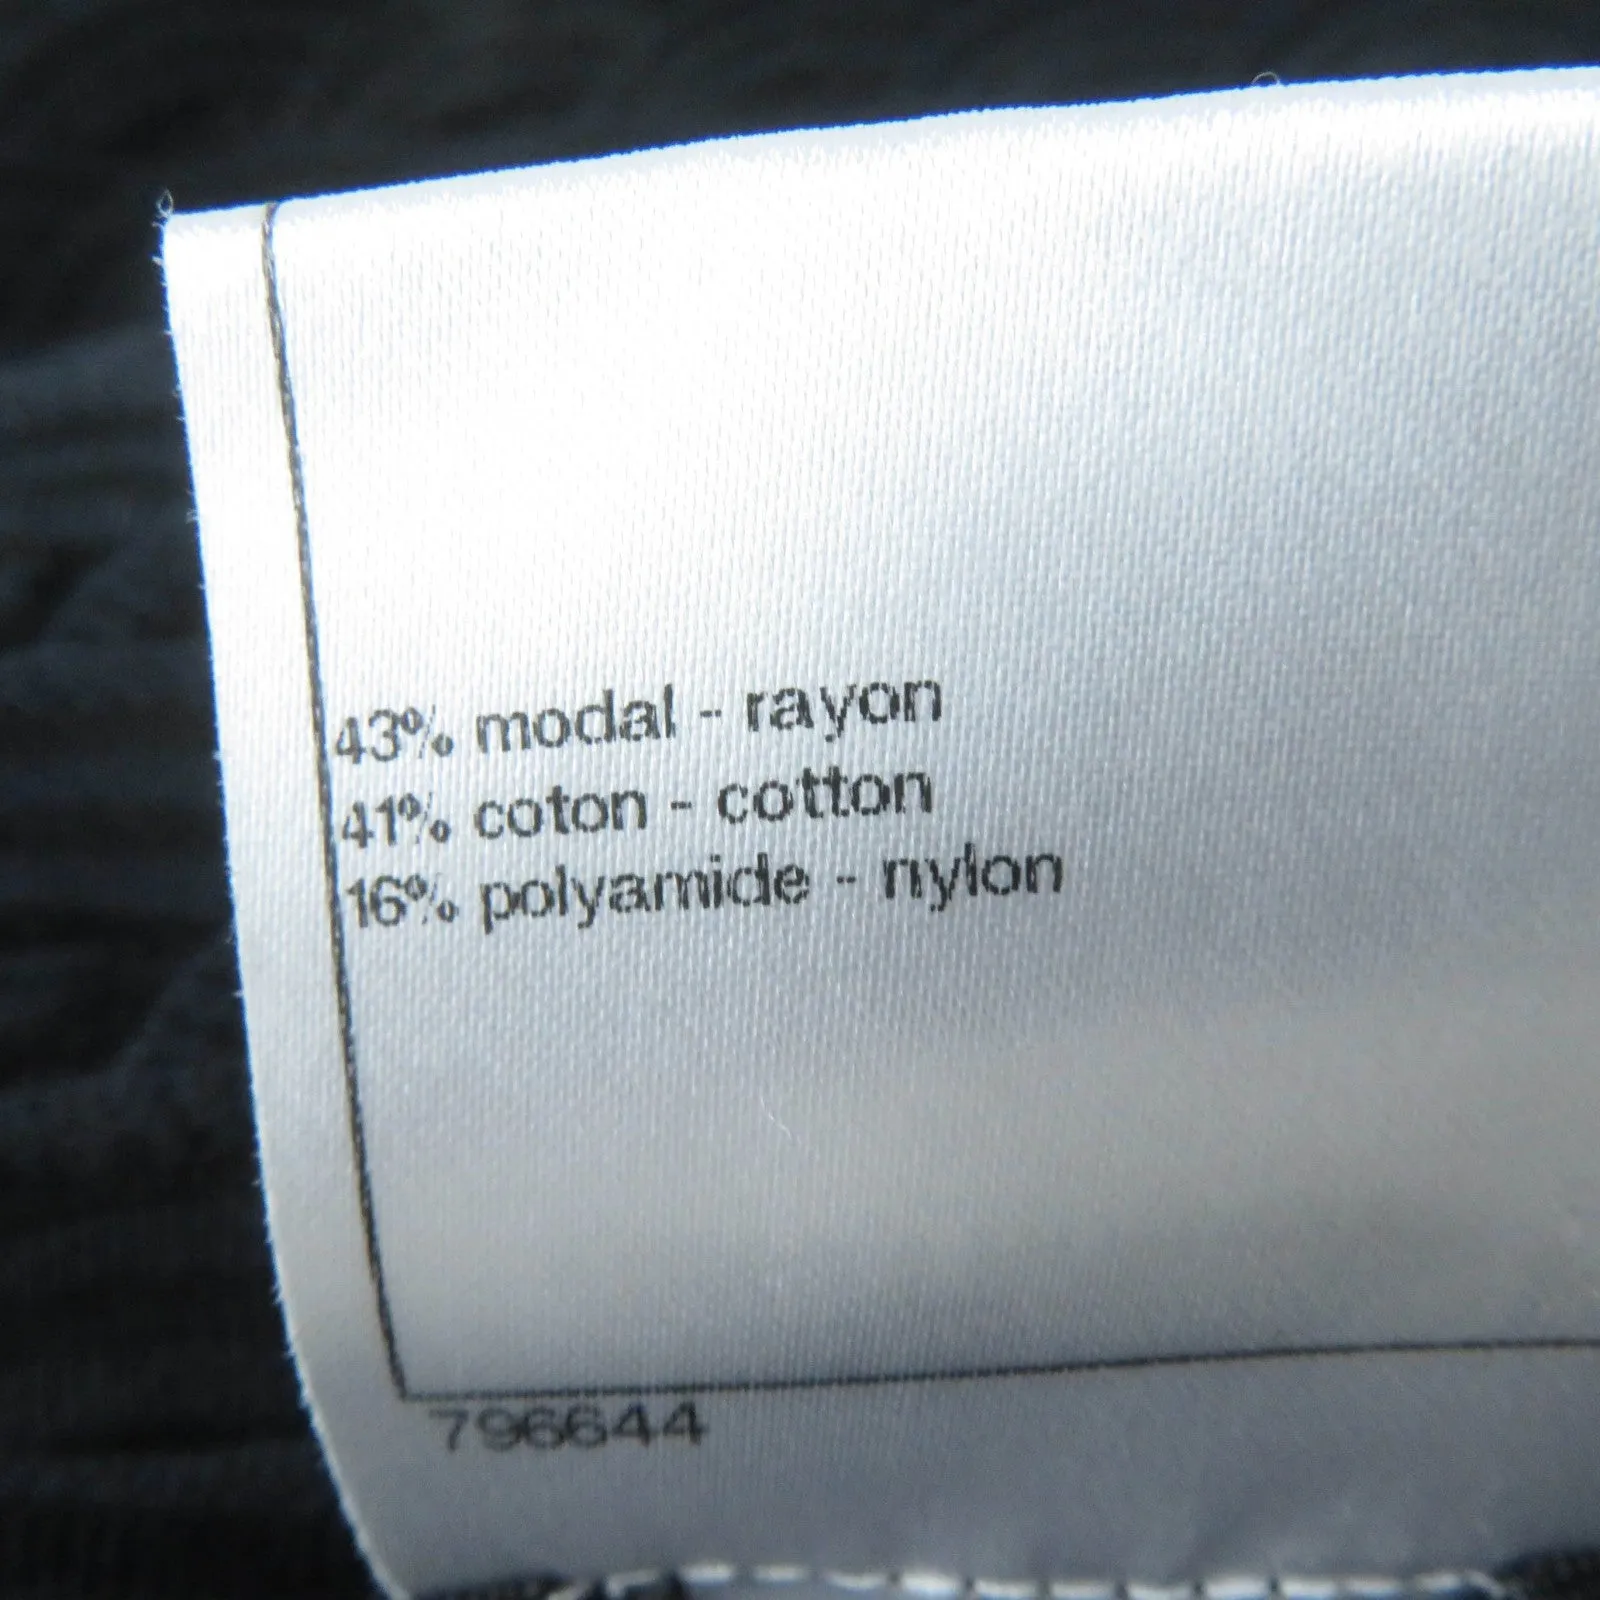 43% modal - rayon
41% coton - cotton
16% polyamide - nylon
796644